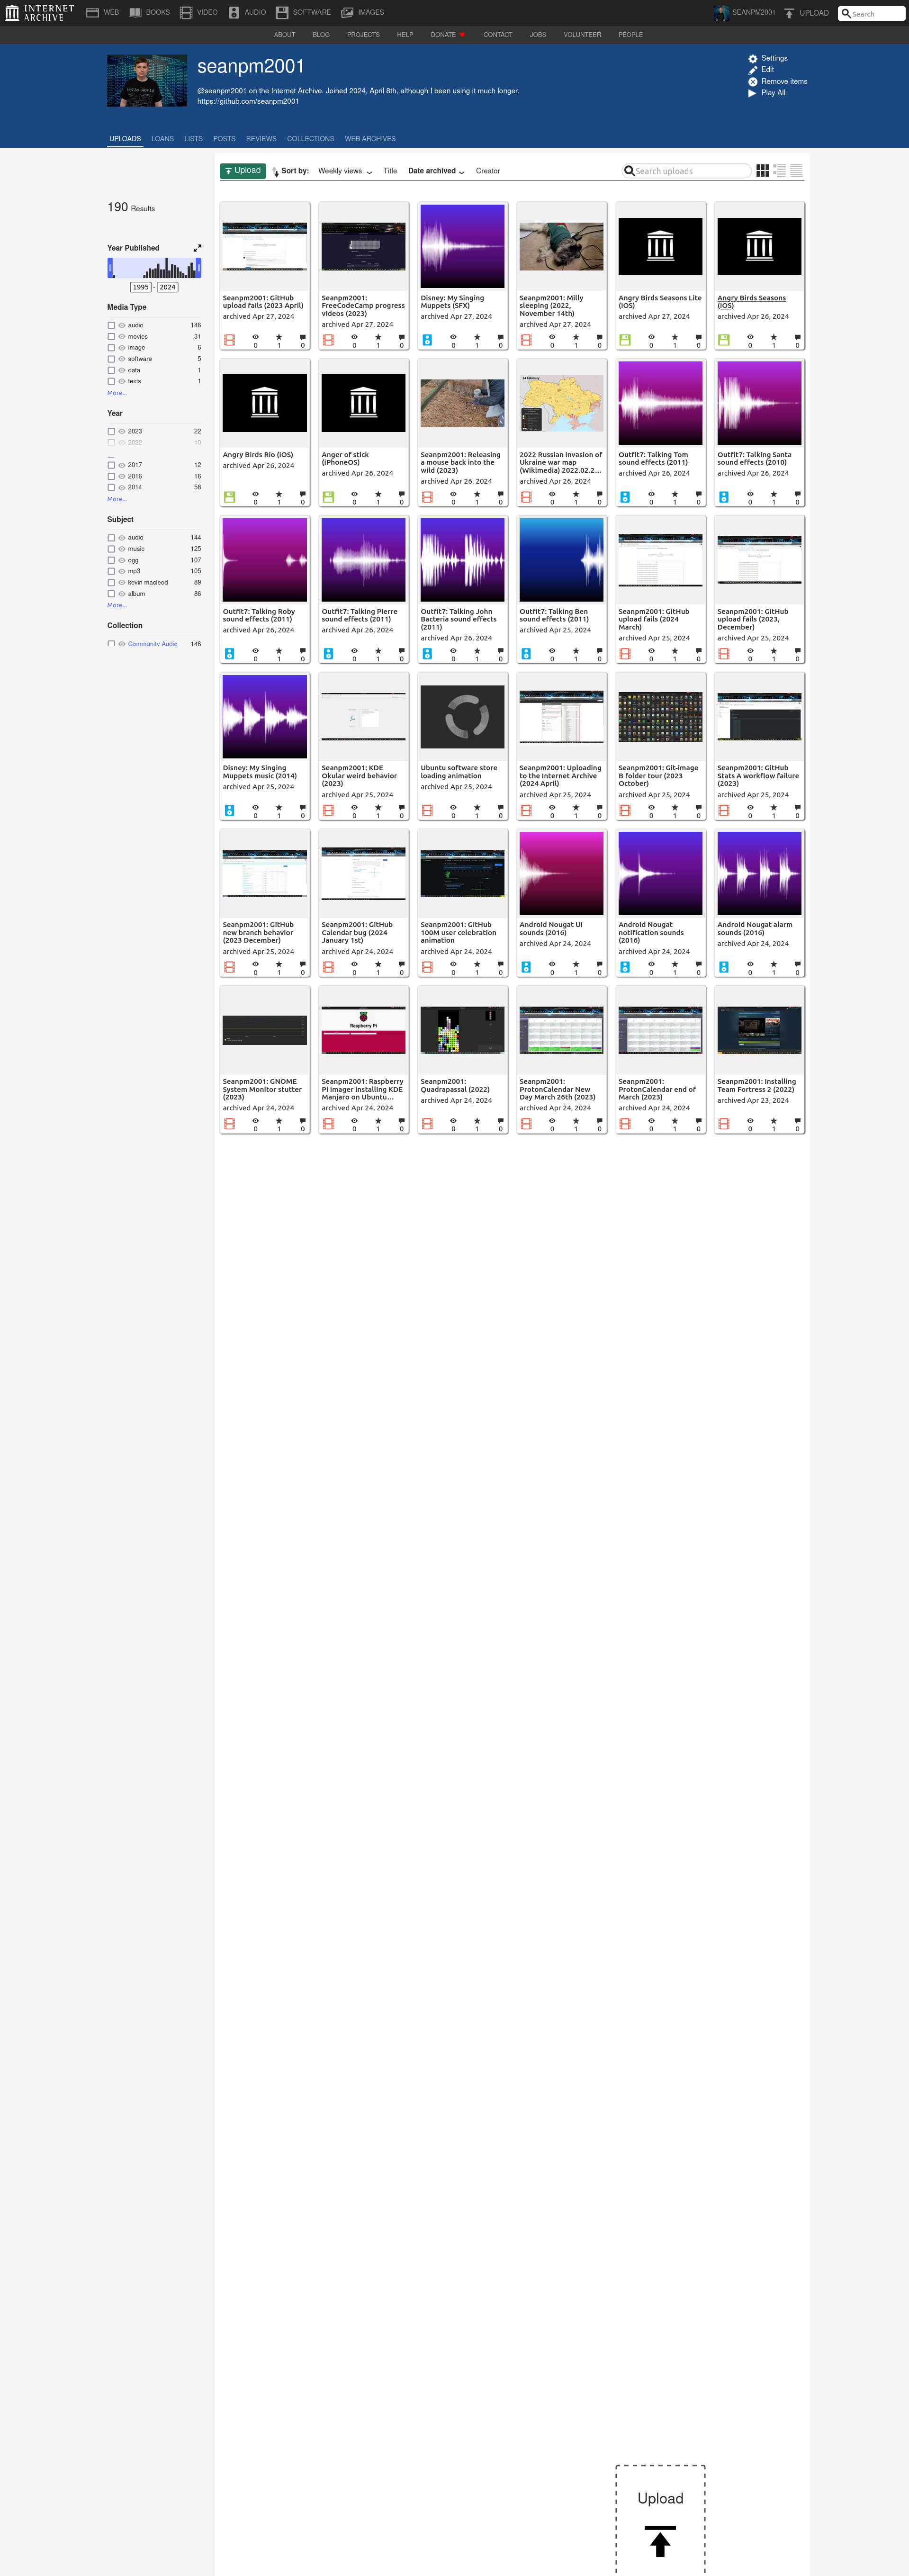 INTERNET ARCHIVE
WEB BOOKS VIDEO AUDIO SOFTWARE IMAGES SEANPM2001 UPLOAD Search
ABOUT BLOG PROJECTS HELP DONATE CONTACT JOBS VOLUNTEER PEOPLE
seanpm2001
@seanpm2001 on the Internet Archive. Joined 2024, April 8th, although I been using it much longer.
https://github.com/seanpm2001
Settings
Edit
Remove items
Play All
UPLOADS LOANS LISTS POSTS REVIEWS COLLECTIONS WEB ARCHIVES
Upload Sort by: Weekly views Title Date archived Creator Search uploads
190 Results
Year Published
1995 - 2024
Media Type
audio 146
movies 31
image 6
software 5
data 1
texts 1
More...
Year
2023 22
2022 10
...
2017 12
2016 16
2014 58
More...
Subject
audio 144
music 125
ogg 107
mp3 105
kevin macleod 89
album 86
More...
Collection
Community Audio 146
Seanpm2001: GitHub
upload fails (2023 April)
archived Apr 27, 2024
0 1 0
Seanpm2001:
FreeCodeCamp progress
videos (2023)
archived Apr 27, 2024
0 1 0
Disney: My Singing
Muppets (SFX)
archived Apr 27, 2024
0 1 0
Seanpm2001: Milly
sleeping (2022,
November 14th)
archived Apr 27, 2024
0 1 0
Angry Birds Seasons Lite
(iOS)
archived Apr 27, 2024
0 1 0
Angry Birds Seasons
(iOS)
archived Apr 26, 2024
0 1 0
Angry Birds Rio (iOS)
archived Apr 26, 2024
0 1 0
Anger of stick
(iPhoneOS)
archived Apr 26, 2024
0 1 0
Seanpm2001: Releasing
a mouse back into the
wild (2023)
archived Apr 26, 2024
0 1 0
2022 Russian invasion of
Ukraine war map
(Wikimedia) 2022.02.2...
archived Apr 26, 2024
0 1 0
Outfit7: Talking Tom
sound effects (2011)
archived Apr 26, 2024
0 1 0
Outfit7: Talking Santa
sound effects (2010)
archived Apr 26, 2024
0 1 0
Outfit7: Talking Roby
sound effects (2011)
archived Apr 26, 2024
0 1 0
Outfit7: Talking Pierre
sound effects (2011)
archived Apr 26, 2024
0 1 0
Outfit7: Talking John
Bacteria sound effects
(2011)
archived Apr 26, 2024
0 1 0
Outfit7: Talking Ben
sound effects (2011)
archived Apr 25, 2024
0 1 0
Seanpm2001: GitHub
upload fails (2024
March)
archived Apr 25, 2024
0 1 0
Seanpm2001: GitHub
upload fails (2023,
December)
archived Apr 25, 2024
0 1 0
Disney: My Singing
Muppets music (2014)
archived Apr 25, 2024
0 1 0
Seanpm2001: KDE
Okular weird behavior
(2023)
archived Apr 25, 2024
0 1 0
Ubuntu software store
loading animation
archived Apr 25, 2024
0 1 0
Seanpm2001: Uploading
to the Internet Archive
(2024 April)
archived Apr 25, 2024
0 1 0
Seanpm2001: Git-image
B folder tour (2023
October)
archived Apr 25, 2024
0 1 0
Seanpm2001: GitHub
Stats A workflow failure
(2023)
archived Apr 25, 2024
0 1 0
Seanpm2001: GitHub
new branch behavior
(2023 December)
archived Apr 25, 2024
0 1 0
Seanpm2001: GitHub
Calendar bug (2024
January 1st)
archived Apr 24, 2024
0 1 0
Seanpm2001: GitHub
100M user celebration
animation
archived Apr 24, 2024
0 1 0
Android Nougat UI
sounds (2016)
archived Apr 24, 2024
0 1 0
Android Nougat
notification sounds
(2016)
archived Apr 24, 2024
0 1 0
Android Nougat alarm
sounds (2016)
archived Apr 24, 2024
0 1 0
Seanpm2001: GNOME
System Monitor stutter
(2023)
archived Apr 24, 2024
0 1 0
Raspberry Pi
Seanpm2001: Raspberry
Pi imager installing KDE
Manjaro on Ubuntu...
archived Apr 24, 2024
0 1 0
Seanpm2001:
Quadrapassal (2022)
archived Apr 24, 2024
0 1 0
Seanpm2001:
ProtonCalendar New
Day March 26th (2023)
archived Apr 24, 2024
0 1 0
Seanpm2001:
ProtonCalendar end of
March (2023)
archived Apr 24, 2024
0 1 0
Seanpm2001: Installing
Team Fortress 2 (2022)
archived Apr 23, 2024
0 1 0
Upload